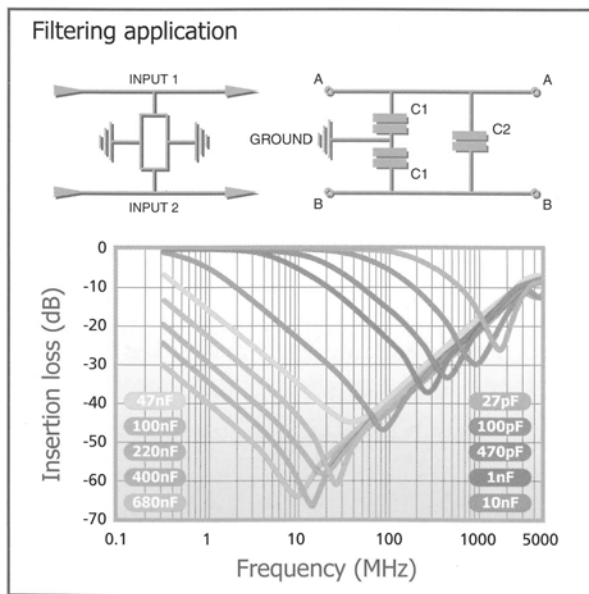 Filtering application
INPUT 1
INPUT 2
A
A
C1
C2
GROUND
C1
B
B
Insertion loss (dB)
0
-10
-20
-30
-40
-50
-60
-70
47nF
100nF
220nF
400nF
680nF
27pF
100pF
470pF
1nF
10nF
0.1
1
10
100
1000
5000
Frequency (MHz)